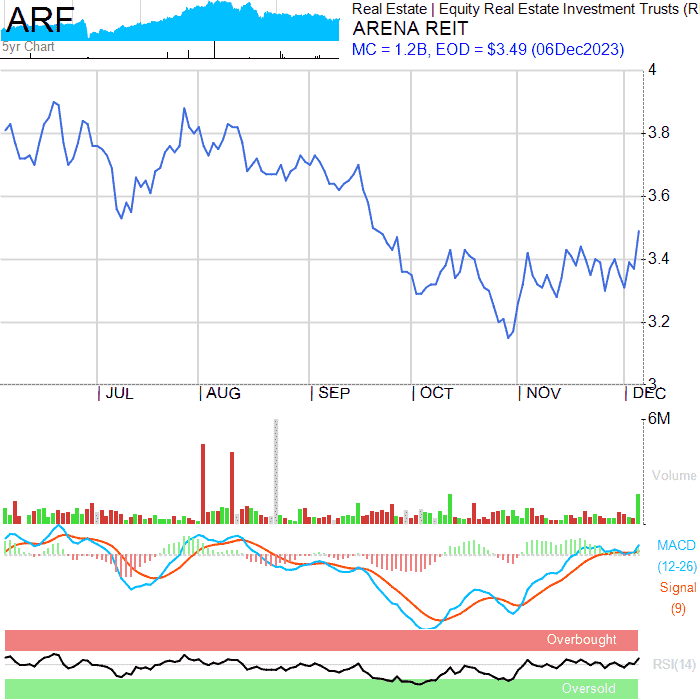 ARF
5yr Chart
Real Estate | Equity Real Estate Investment Trusts (R
ARENA REIT
MC = 1.2B, EOD = $3.49 (06Dec2023)
4
3.8
3.6
3.4
3.2
3
JUL AUG SEP OCT NOV DEC
6M
Volume
MACD
(12-26)
Signal
(9)
Overbought
RSI(14)
Oversold